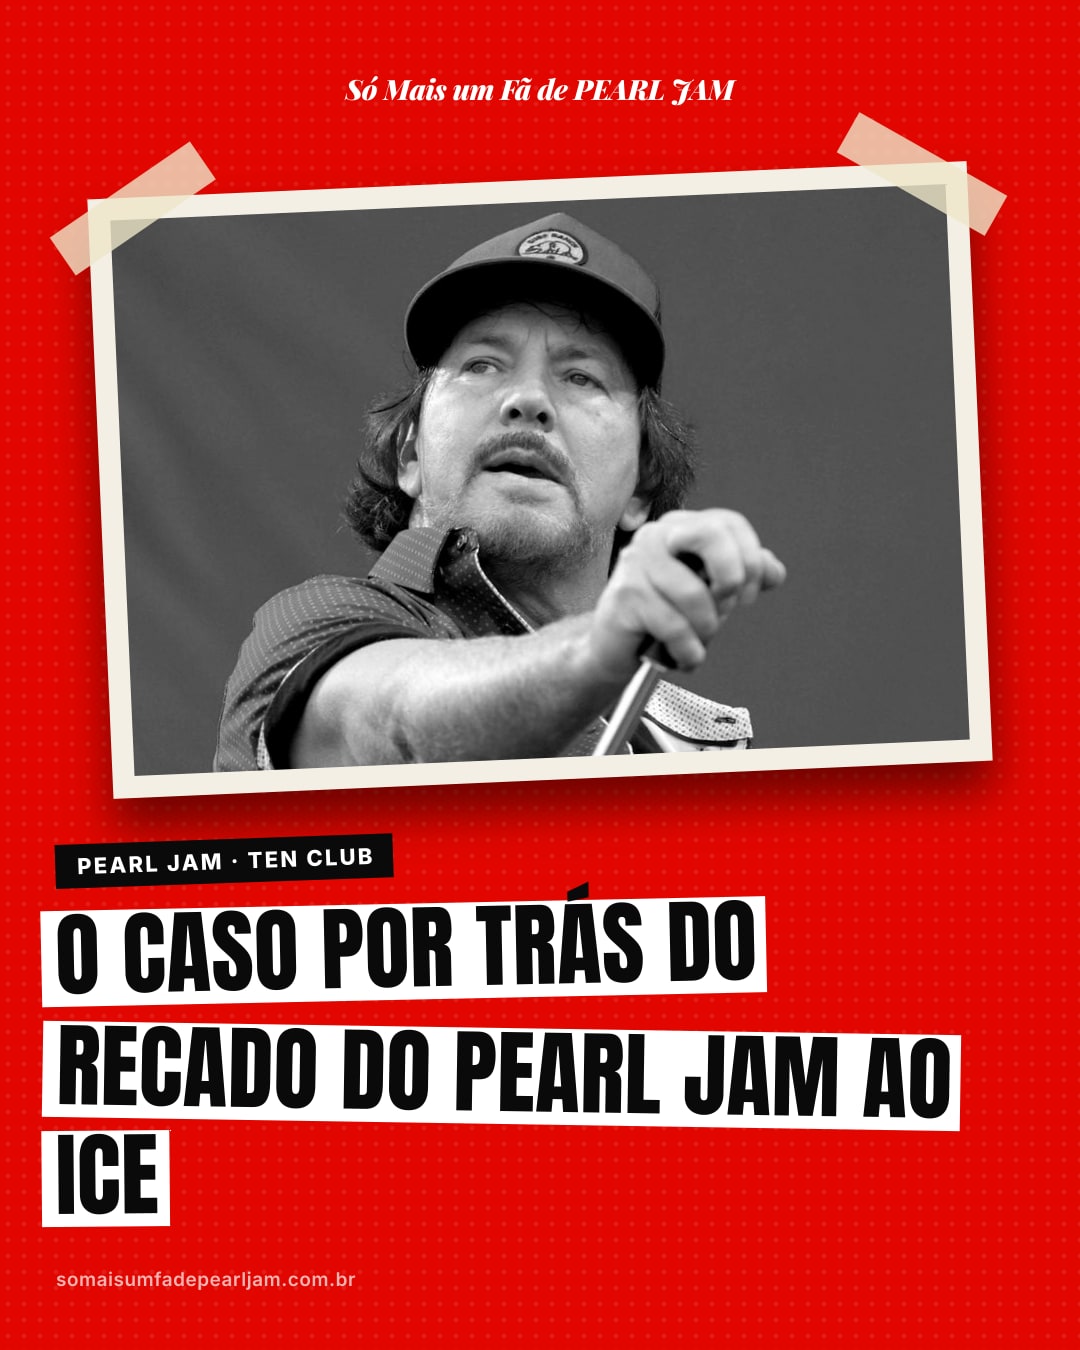 Só Mais um Fã de PEARL JAM
PEARL JAM · TEN CLUB
O CASO POR TRÁS DO
RECADO DO PEARL JAM AO
ICE
somaisumfadepearljam.com.br